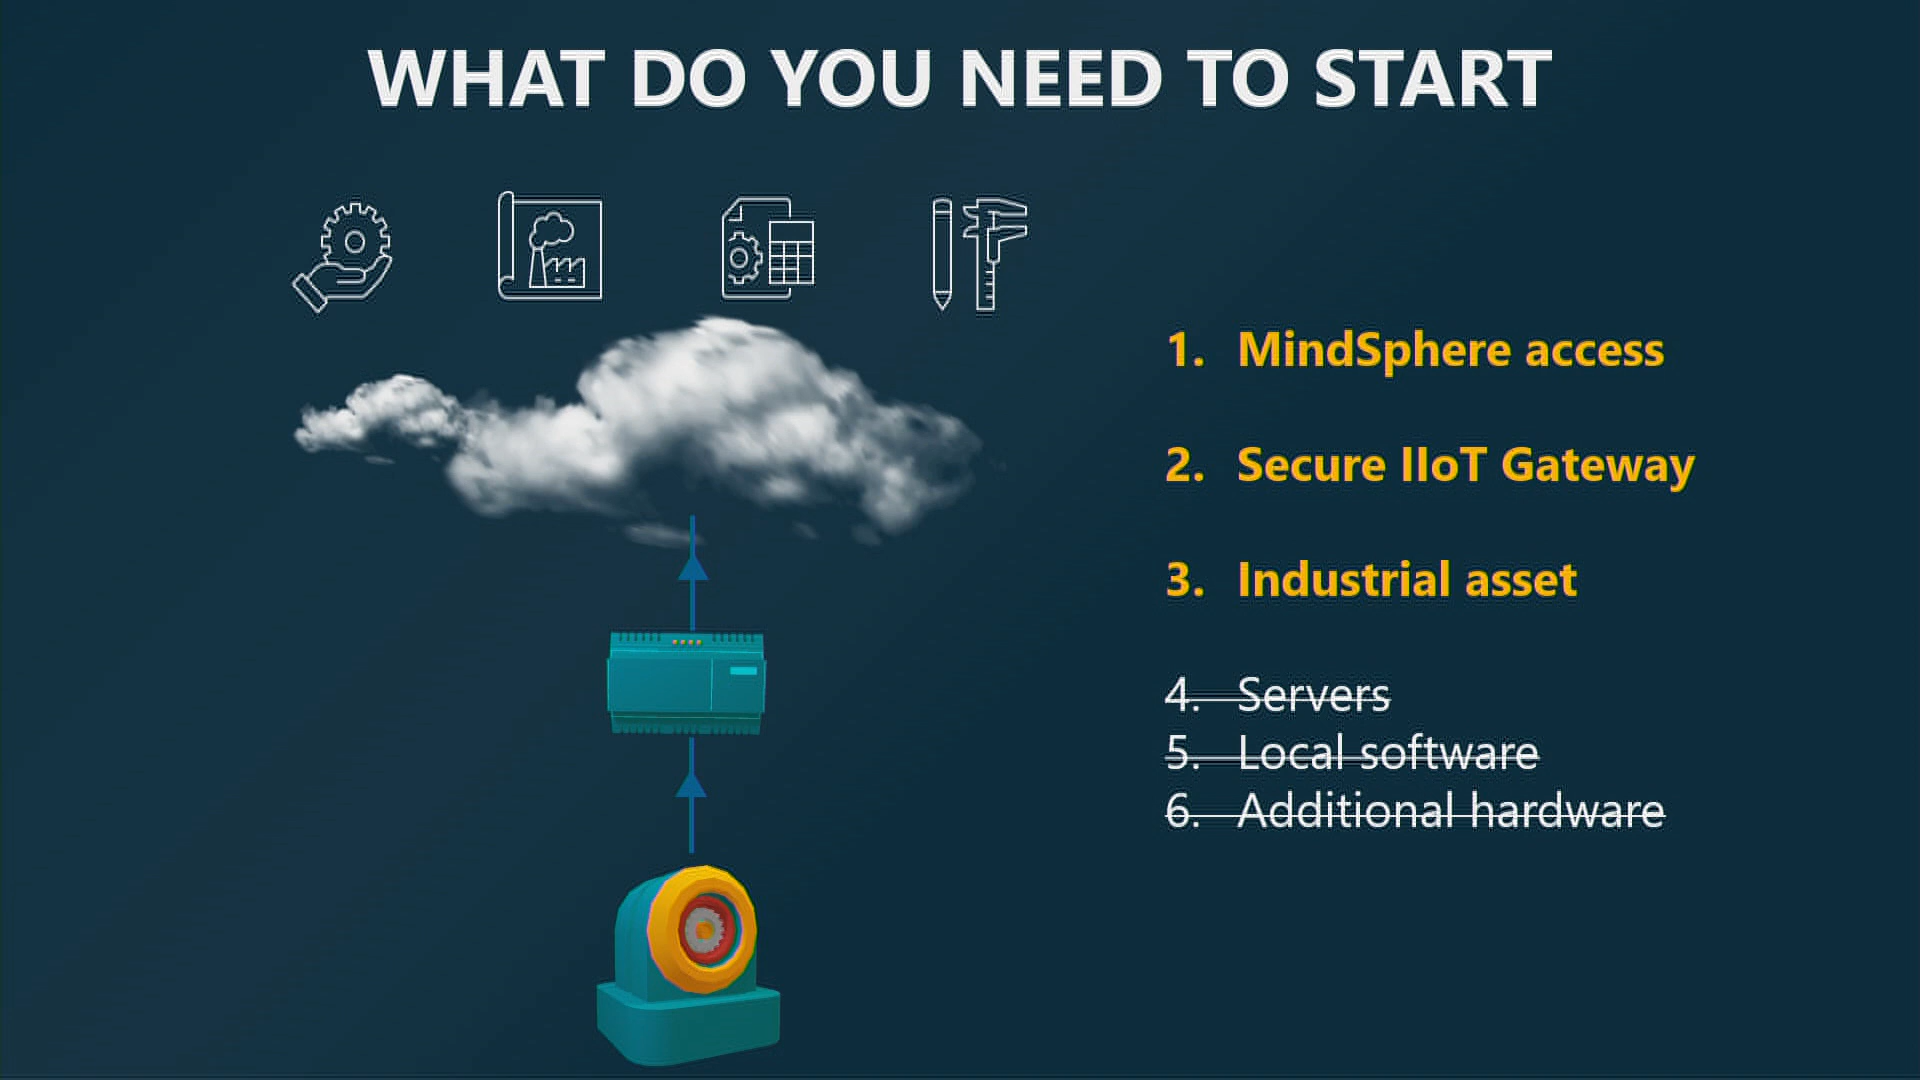 WHAT DO YOU NEED TO START
1. MindSphere access
2. Secure IIoT Gateway
3. Industrial asset
4. Servers
5. Local software
6. Additional hardware